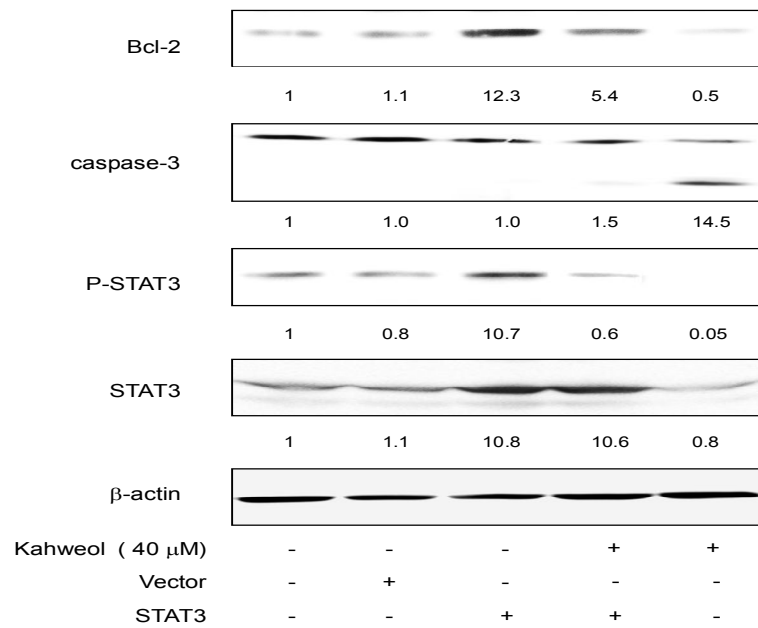 Bcl-2
1 1.1 12.3 5.4 0.5
caspase-3
1 1.0 1.0 1.5 14.5
P-STAT3
1 0.8 10.7 0.6 0.05
STAT3
1 1.1 10.8 10.6 0.8
β-actin
Kahweol ( 40 μM) - - - + +
Vector - + - - -
STAT3 - - + + -